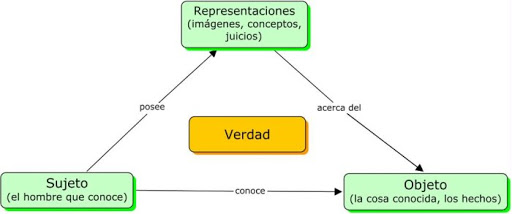 Representaciones
(imágenes, conceptos,
juicios)
posee
acerca del
Verdad
Sujeto
(el hombre que conoce)
conoce
Objeto
(la cosa conocida, los hechos)